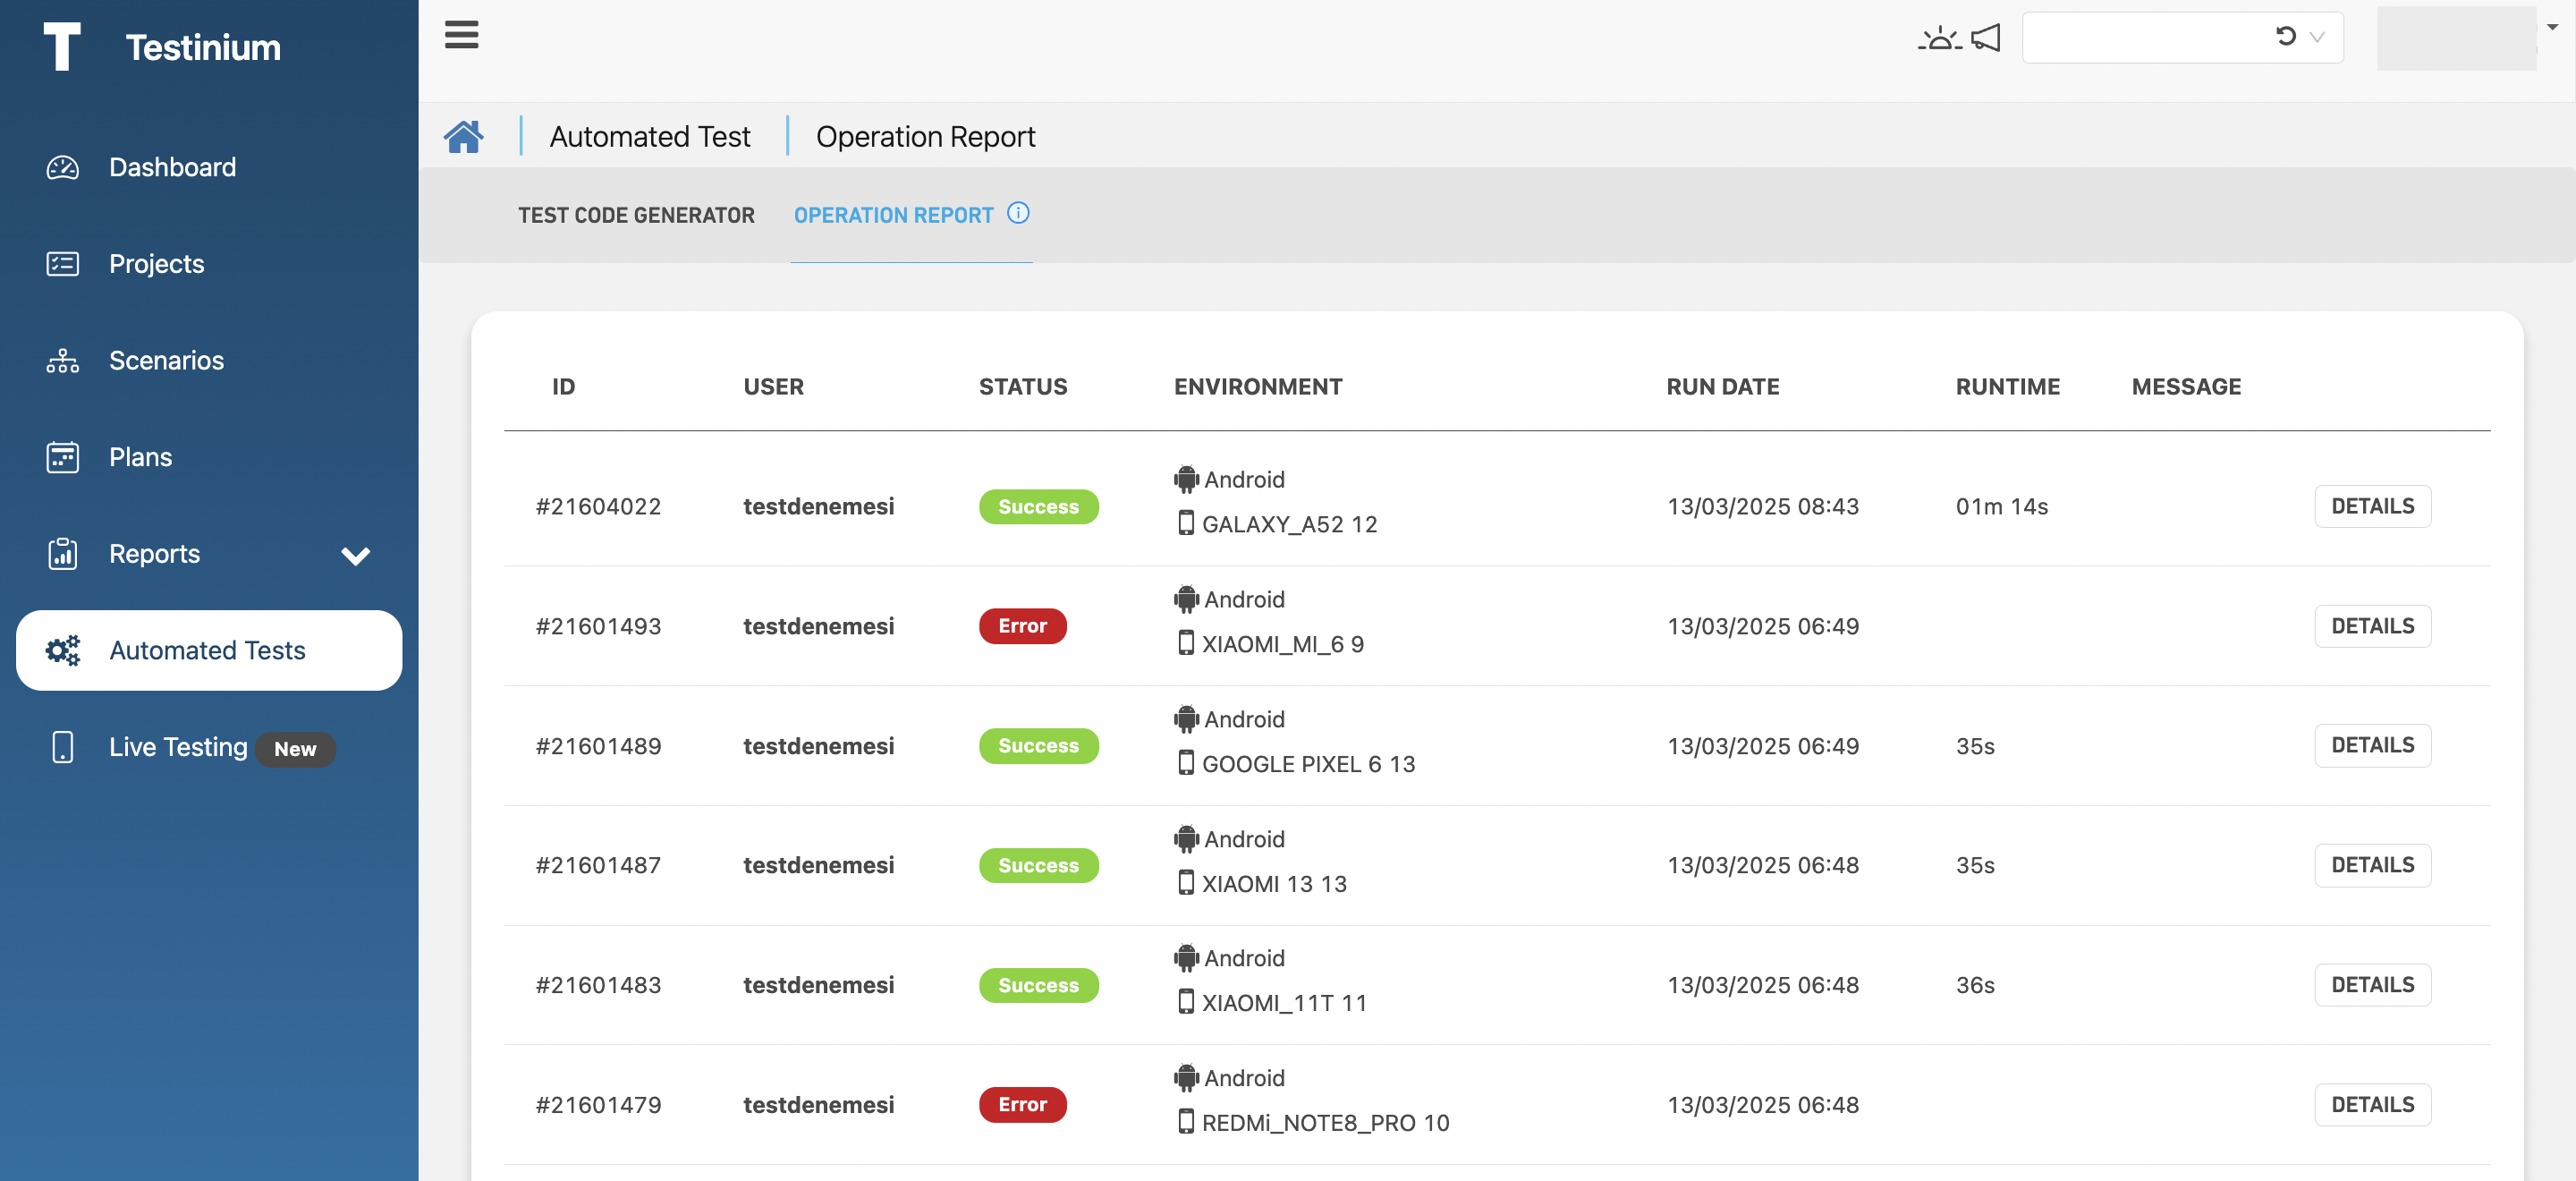 T Testinium
Dashboard
Projects
Scenarios
Plans
Reports
Automated Tests
Live Testing New
Automated Test Operation Report
TEST CODE GENERATOR OPERATION REPORT
ID USER STATUS ENVIRONMENT RUN DATE RUNTIME MESSAGE
#21604022 testdenemesi Success Android GALAXY_A52 12 13/03/2025 08:43 01m 14s DETAILS
#21601493 testdenemesi Error Android XIAOMI_MI_6 9 13/03/2025 06:49 DETAILS
#21601489 testdenemesi Success Android GOOGLE PIXEL 6 13 13/03/2025 06:49 35s DETAILS
#21601487 testdenemesi Success Android XIAOMI 13 13 13/03/2025 06:48 35s DETAILS
#21601483 testdenemesi Success Android XIAOMI_11T 11 13/03/2025 06:48 36s DETAILS
#21601479 testdenemesi Error Android REDMi_NOTE8_PRO 10 13/03/2025 06:48 DETAILS